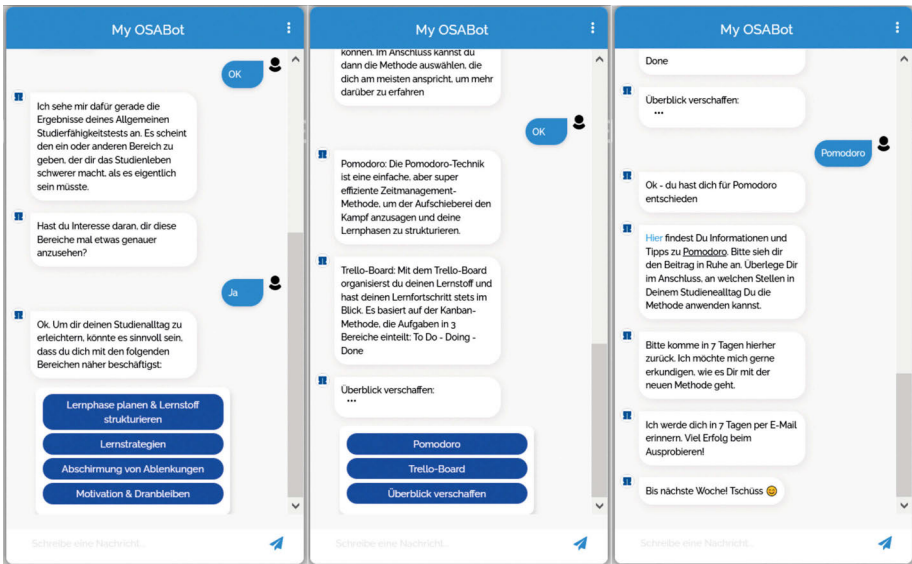 My OSABot
OK
Ich sehe mir dafür gerade die
Ergebnisse deines Allgemeinen
Studierfähigkeitstests an. Es scheint
den ein oder anderen Bereich zu
geben, der dir das Studienleben
schwerer macht, als es eigentlich
sein müsste.
Hast du Interesse daran, dir diese
Bereiche mal etwas genauer
anzusehen?
Ja
Ok. Um dir deinen Studienalltag zu
erleichtern, könnte es sinnvoll sein,
dass du dich mit den folgenden
Bereichen näher beschäftigst:
Lernphase planen & Lernstoff
strukturieren
Lernstrategien
Abschirmung von Ablenkungen
Motivation & Dranbleiben
Schreibe eine Nachricht...
My OSABot
können. Im Anschluss kannst du
dann die Methode auswählen, die
dich am meisten anspricht, um mehr
darüber zu erfahren
OK
Pomodoro: Die Pomodoro-Technik
ist eine einfache, aber super
effiziente Zeitmanagement-
Methode, um der Aufschieberei den
Kampf anzusagen und deine
Lernphasen zu strukturieren.
Trello-Board: Mit dem Trello-Board
organisierst du deinen Lernstoff und
hast deinen Lernfortschritt stets im
Blick. Es basiert auf der Kanban-
Methode, die Aufgaben in 3
Bereiche einteilt: To Do - Doing -
Done
Überblick verschaffen:
•••
Pomodoro
Trello-Board
Überblick verschaffen
Schreibe eine Nachricht...
My OSABot
Done
Überblick verschaffen:
•••
Pomodoro
Ok - du hast dich für Pomodoro
entschieden
Hier findest Du Informationen und
Tipps zu Pomodoro. Bitte sieh dir
den Beitrag in Ruhe an. Überlege Dir
im Anschluss, an welchen Stellen in
Deinem Studienealltag Du die
Methode anwenden kannst.
Bitte komme in 7 Tagen hierher
zurück. Ich möchte mich gerne
erkundigen, wie es Dir mit der
neuen Methode geht.
Ich werde dich in 7 Tagen per E-Mail
erinnern. Viel Erfolg beim
Ausprobieren!
Bis nächste Woche! Tschüss 😊
Schreibe eine Nachricht...